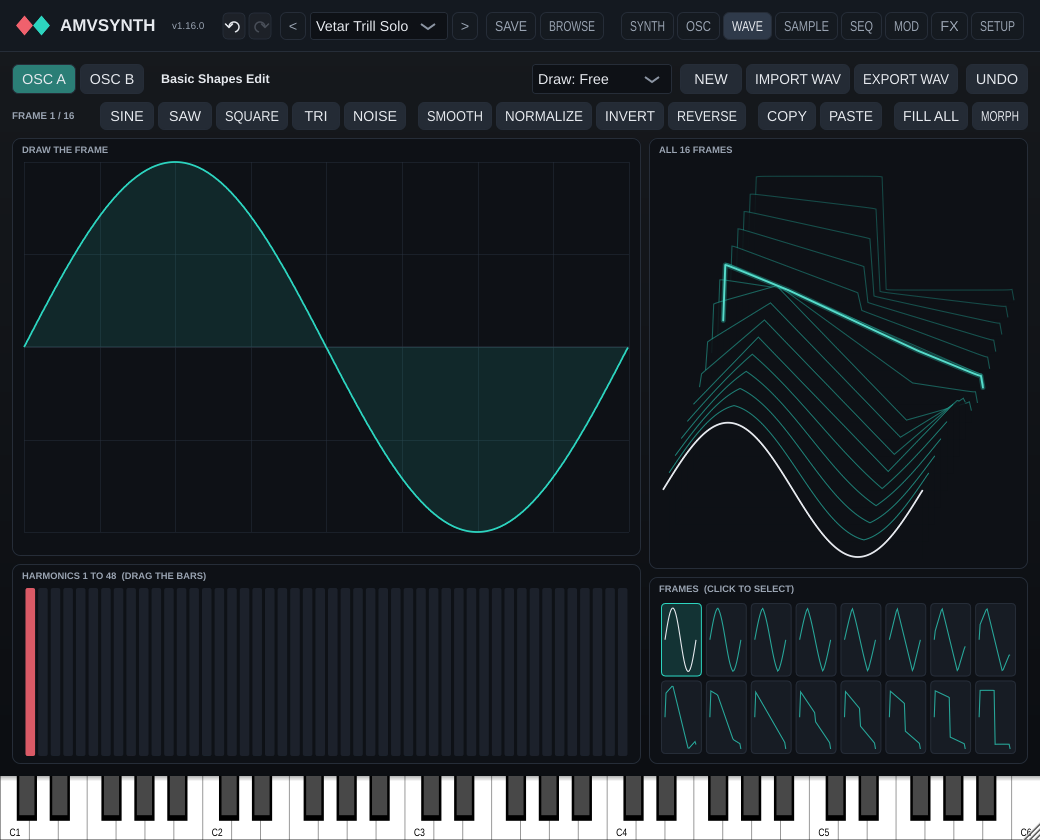 AMVSYNTH v1.16.0 < Vetar Trill Solo > SAVE BROWSE SYNTH OSC WAVE SAMPLE SEQ MOD FX SETUP
OSC A OSC B Basic Shapes Edit Draw: Free NEW IMPORT WAV EXPORT WAV UNDO
FRAME 1 / 16 SINE SAW SQUARE TRI NOISE SMOOTH NORMALIZE INVERT REVERSE COPY PASTE FILL ALL MORPH
DRAW THE FRAME
ALL 16 FRAMES
HARMONICS 1 TO 48 (DRAG THE BARS)
FRAMES (CLICK TO SELECT)
C1 C2 C3 C4 C5 C6